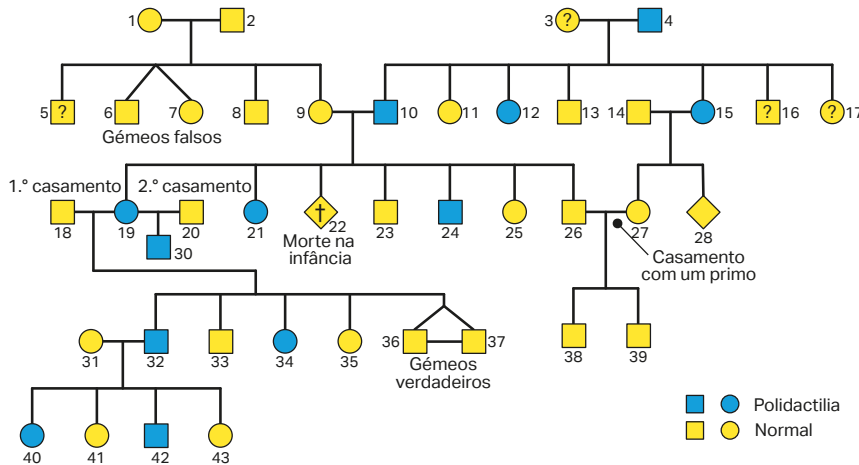 1 2 3 ? 4
5 ? 6 7 8 9 10 11 12 13 14 15 ? 16 ? 17
Gémeos falsos
1.º casamento 2.º casamento
18 19 20 21 † 22 23 24 25 26 27 28
30
Morte na
infância
Casamento
com um primo
31 32 33 34 35 36 37 38 39
Gémeos
verdadeiros
40 41 42 43
Polidactilia
Normal